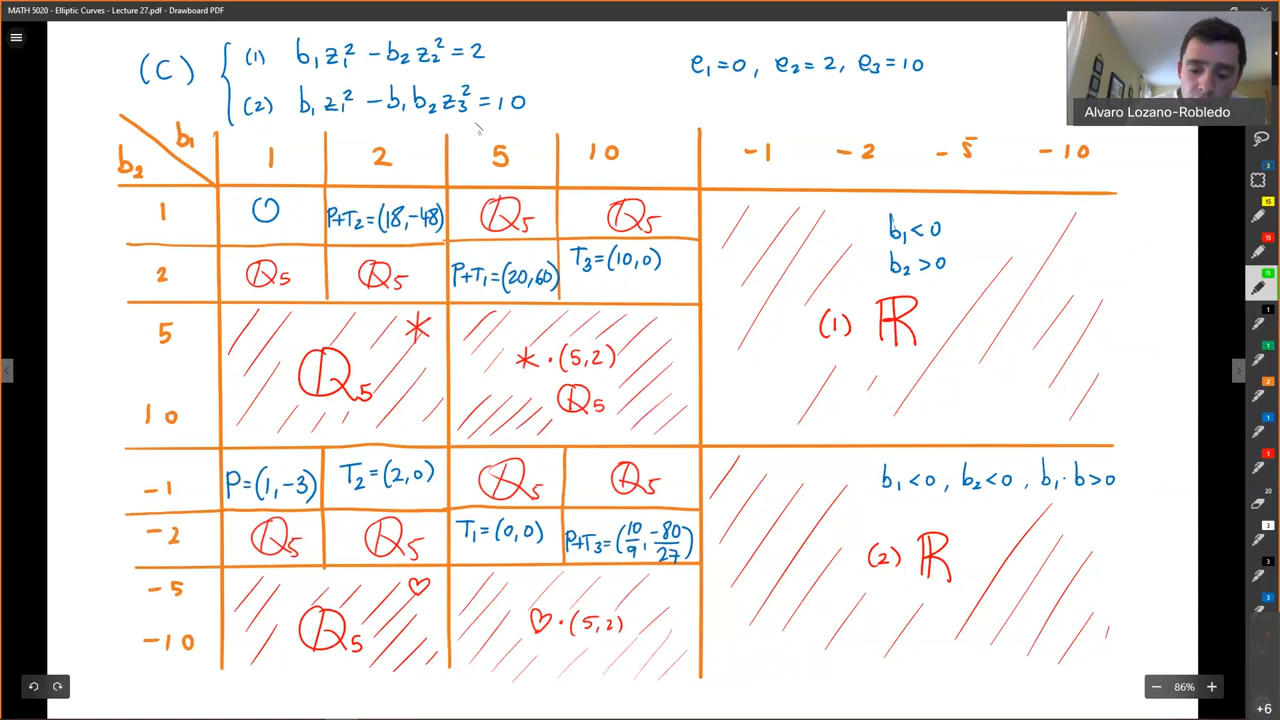 MATH 5020 - Elliptic Curves - Lecture 27.pdf - Drawboard PDF
(C) { (1) b₁z₁² - b₂z₂² = 2
(2) b₁z₁² - b₁b₂z₃² = 10
e₁=0, e₂=2, e₃=10
Alvaro Lozano-Robledo
b₂ \ b₁ 1 2 5 10 -1 -2 -5 -10
1 O P+T₂=(18,-48) ℚ₅ ℚ₅
2 ℚ₅ ℚ₅ P+T₁=(20,60) T₃=(10,0)
b₁<0
b₂>0
(1) ℝ
5
10
ℚ₅ *
* · (5,2)
ℚ₅
-1 P=(1,-3) T₂=(2,0) ℚ₅ ℚ₅
-2 ℚ₅ ℚ₅ T₁=(0,0) P+T₃=(10/9, -80/27)
b₁<0, b₂<0, b₁·b>0
(2) ℝ
-5
-10
ℚ₅ ♡
♡ · (5,2)
86%
+6